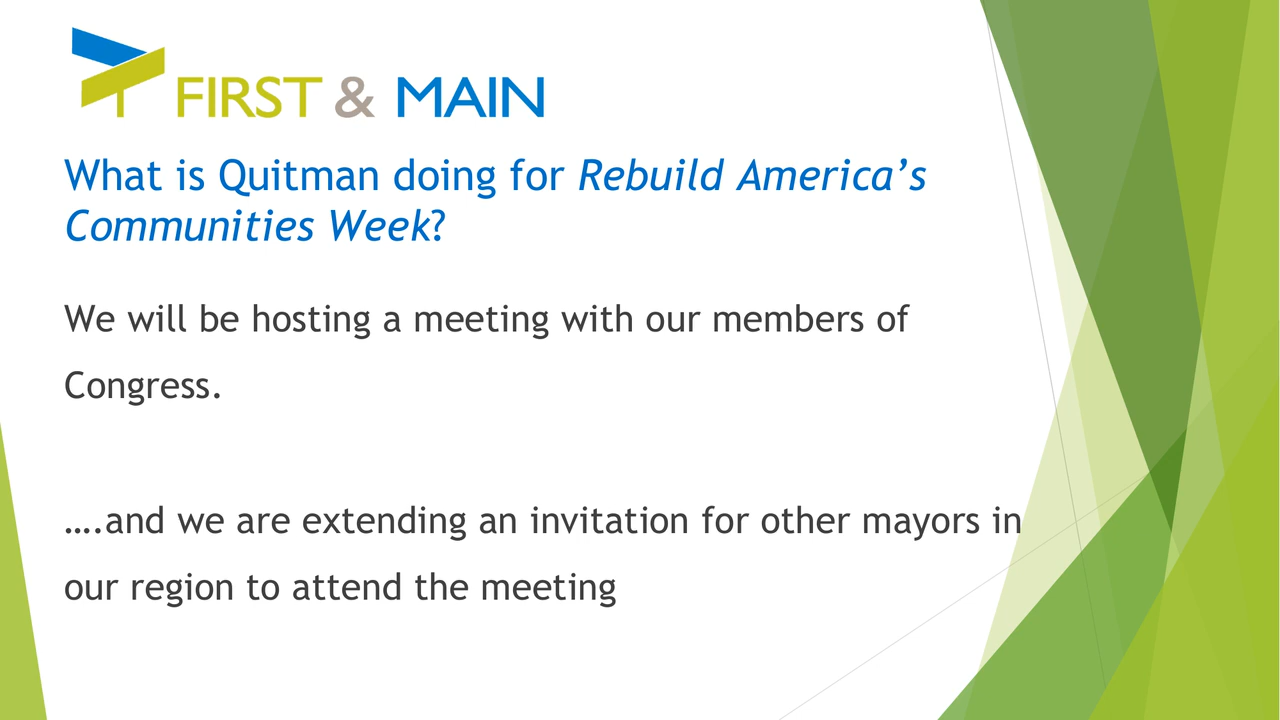 FIRST & MAIN
What is Quitman doing for Rebuild America’s
Communities Week?
We will be hosting a meeting with our members of
Congress.
….and we are extending an invitation for other mayors in
our region to attend the meeting